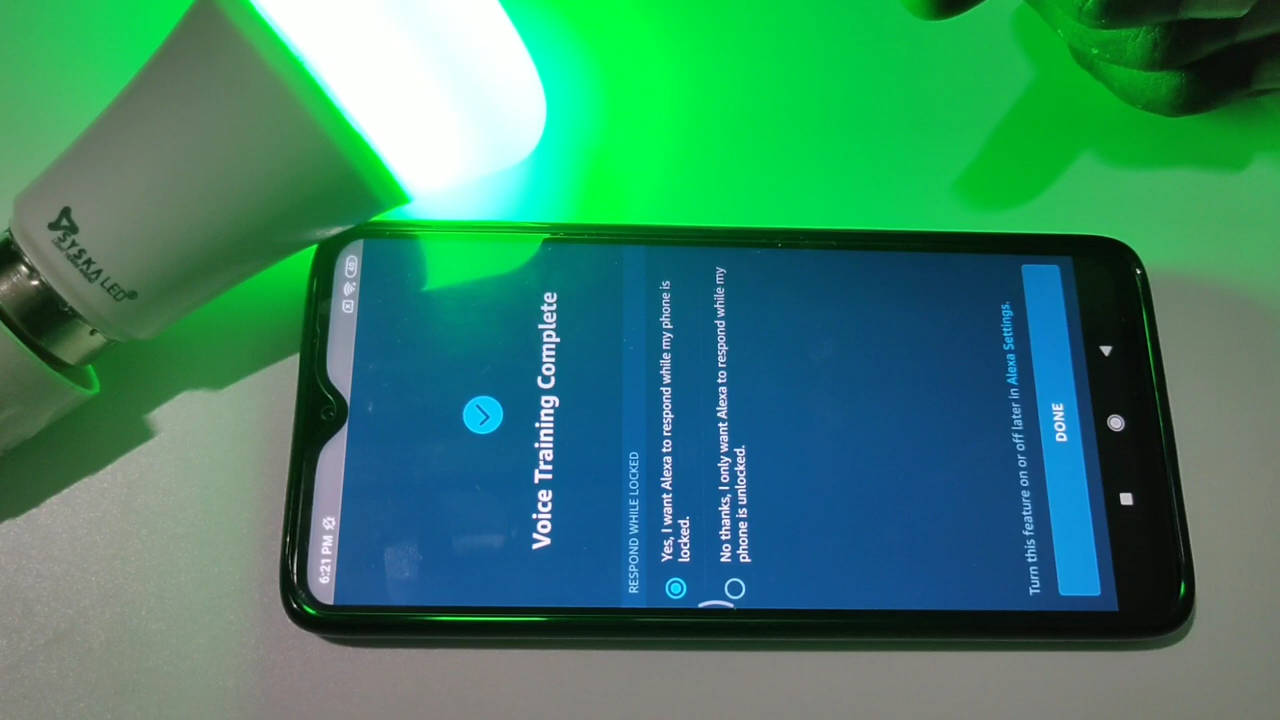 SYSKA LED®
6:21 PM
Voice Training Complete
RESPOND WHILE LOCKED
Yes, I want Alexa to respond while my phone is
locked.
No thanks, I only want Alexa to respond while my
phone is unlocked.
Turn this feature on or off later in Alexa Settings.
DONE